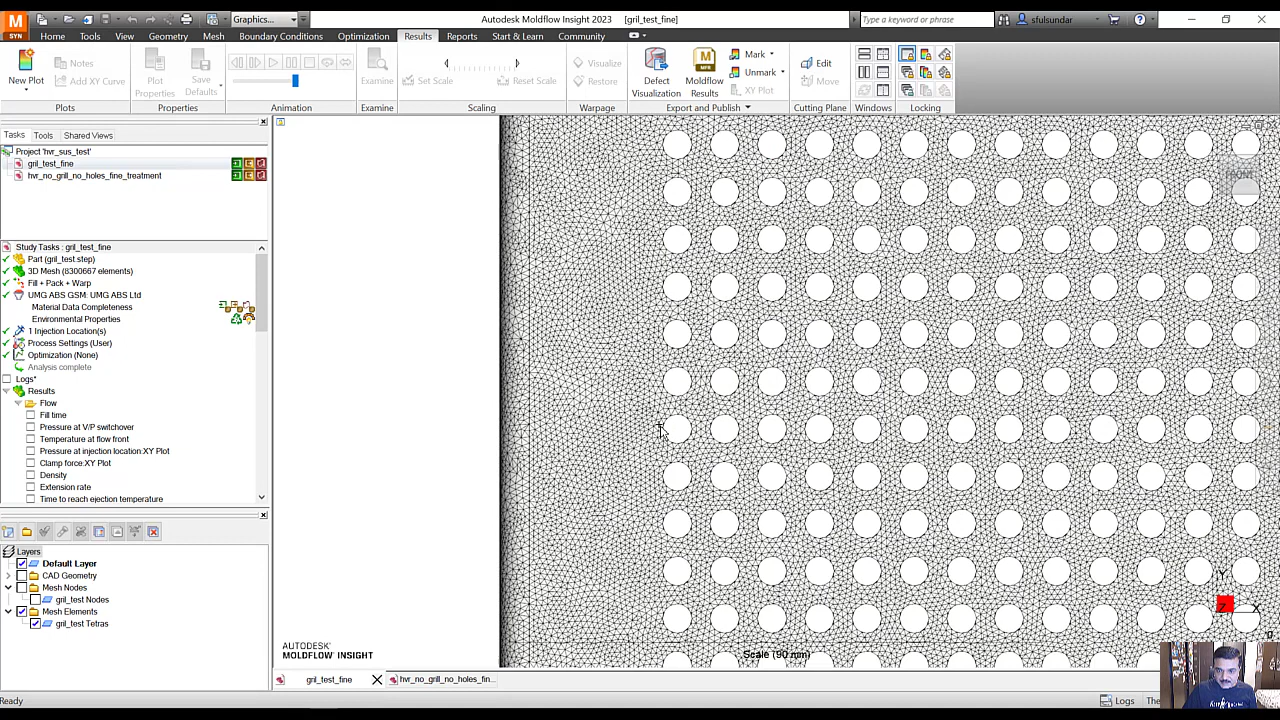 M
SYN
Graphics...
Autodesk Moldflow Insight 2023 [gril_test_fine]
Type a keyword or phrase
sfulsundar
Home
Tools
View
Geometry
Mesh
Boundary Conditions
Optimization
Results
Reports
Start & Learn
Community
New Plot
Notes
Add XY Curve
Plots
Plot
Properties
Save
Defaults
Properties
Animation
Examine
Examine
Set Scale
Reset Scale
Scaling
Visualize
Restore
Warpage
Defect
Visualization
Moldflow
Results
Mark
Unmark
XY Plot
Export and Publish
Edit
Move
Cutting Plane
Windows
Locking
Tasks Tools Shared Views
Project 'hvr_sus_test'
gril_test_fine
hvr_no_grill_no_holes_fine_treatment
Study Tasks : gril_test_fine
Part (gril_test.step)
3D Mesh (8300667 elements)
Fill + Pack + Warp
UMG ABS GSM: UMG ABS Ltd
Material Data Completeness
Environmental Properties
1 Injection Location(s)
Process Settings (User)
Optimization (None)
Analysis complete
Logs*
Results
Flow
Fill time
Pressure at V/P switchover
Temperature at flow front
Pressure at injection location:XY Plot
Clamp force:XY Plot
Density
Extension rate
Time to reach ejection temperature
Layers
Default Layer
CAD Geometry
Mesh Nodes
gril_test Nodes
Mesh Elements
gril_test Tetras
FRONT
Y
Z X
AUTODESK
MOLDFLOW INSIGHT
Scale (90 mm)
gril_test_fine
hvr_no_grill_no_holes_fin...
Ready
Logs